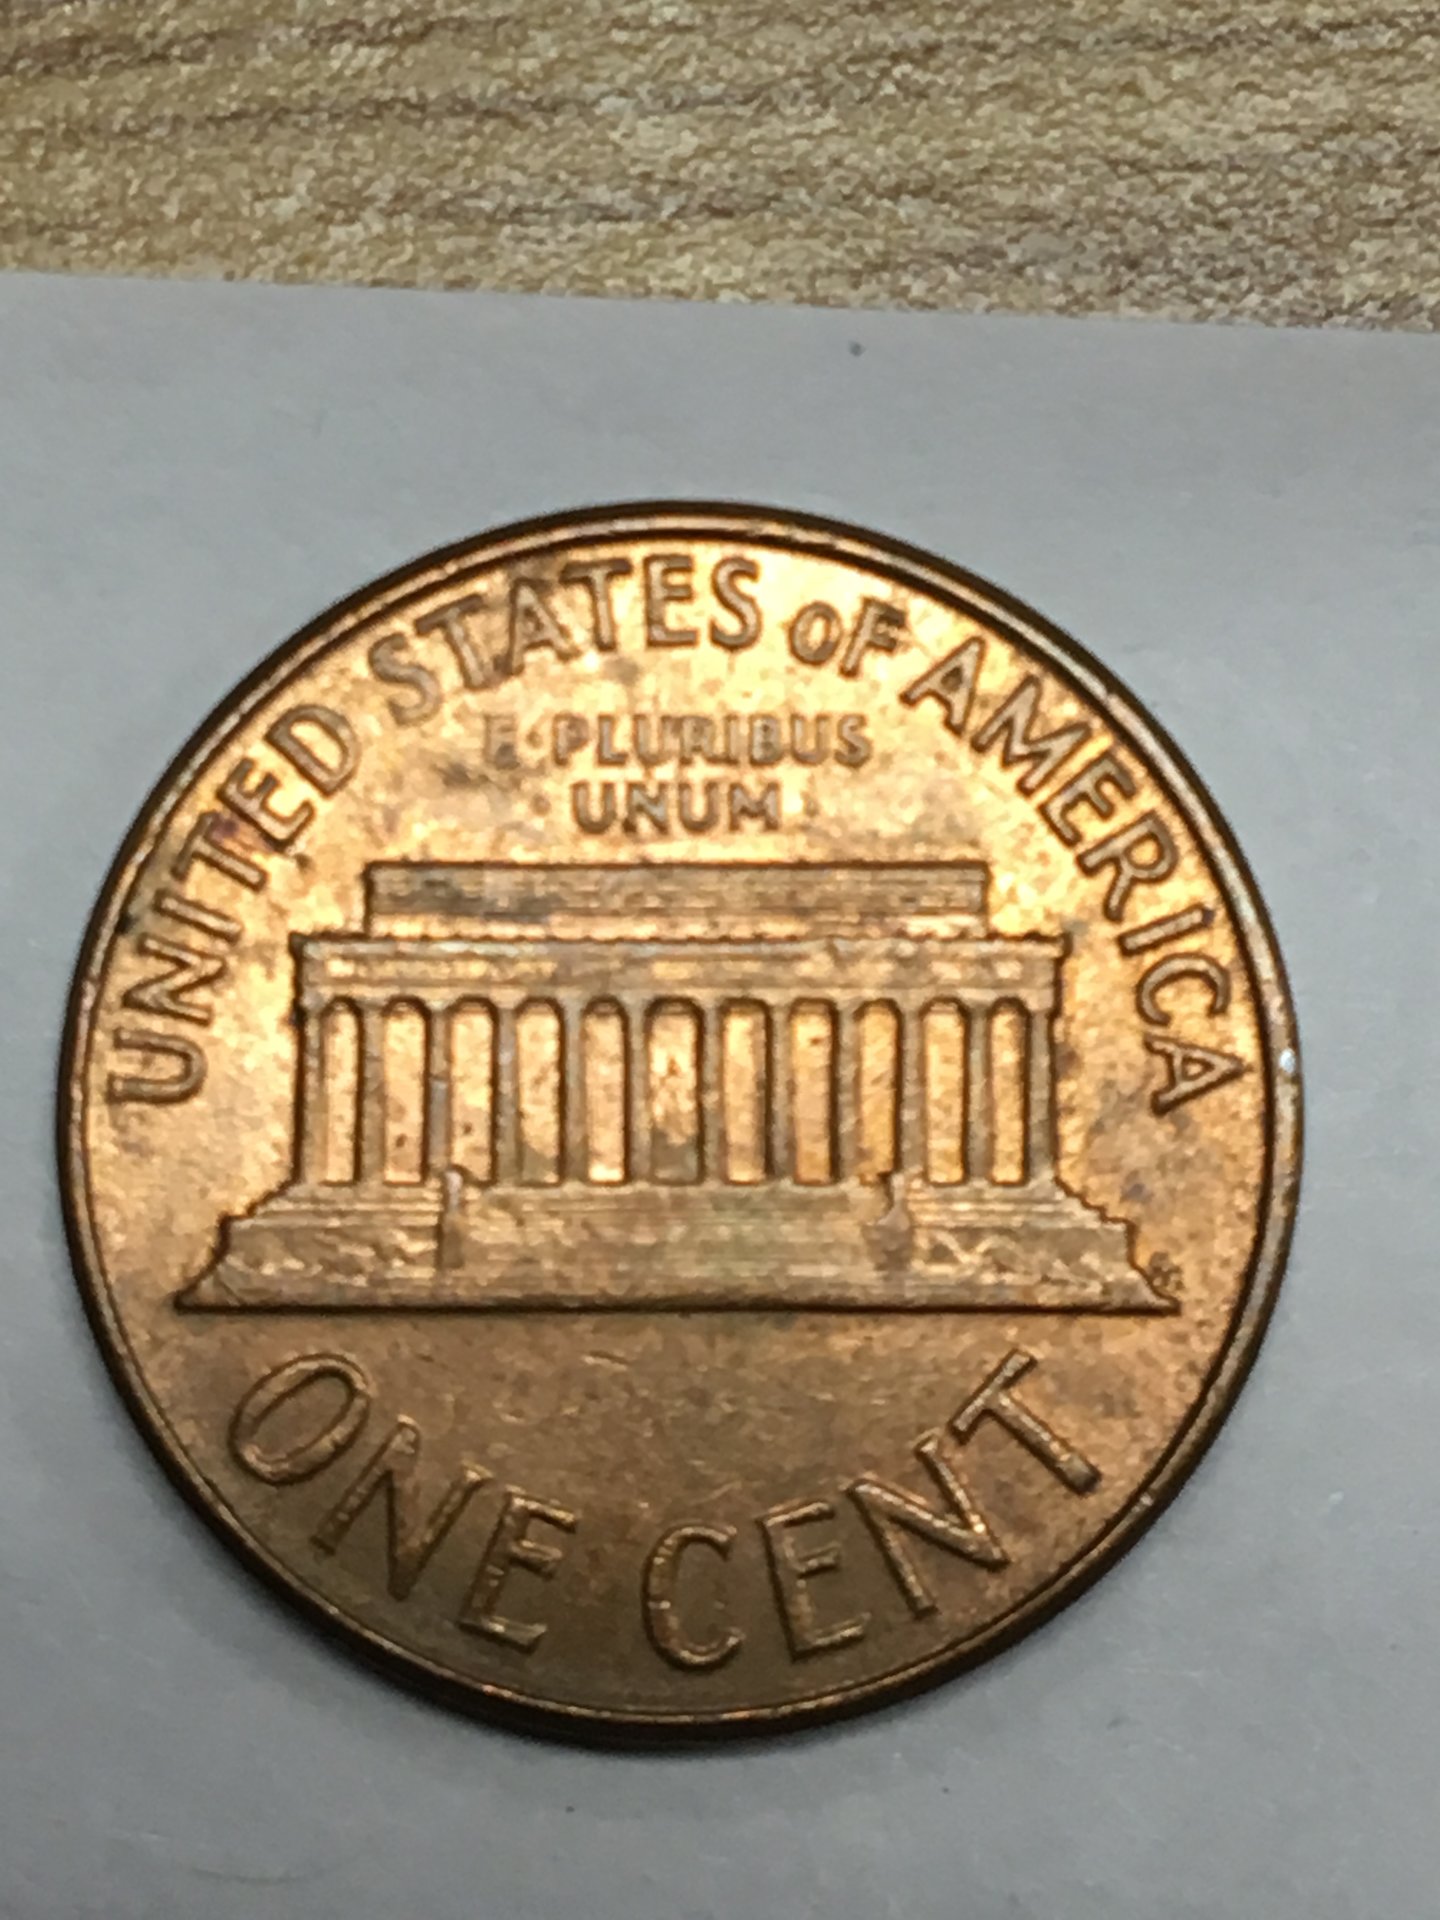 UNITED STATES OF AMERICA
E·PLURIBUS
UNUM
ONE CENT